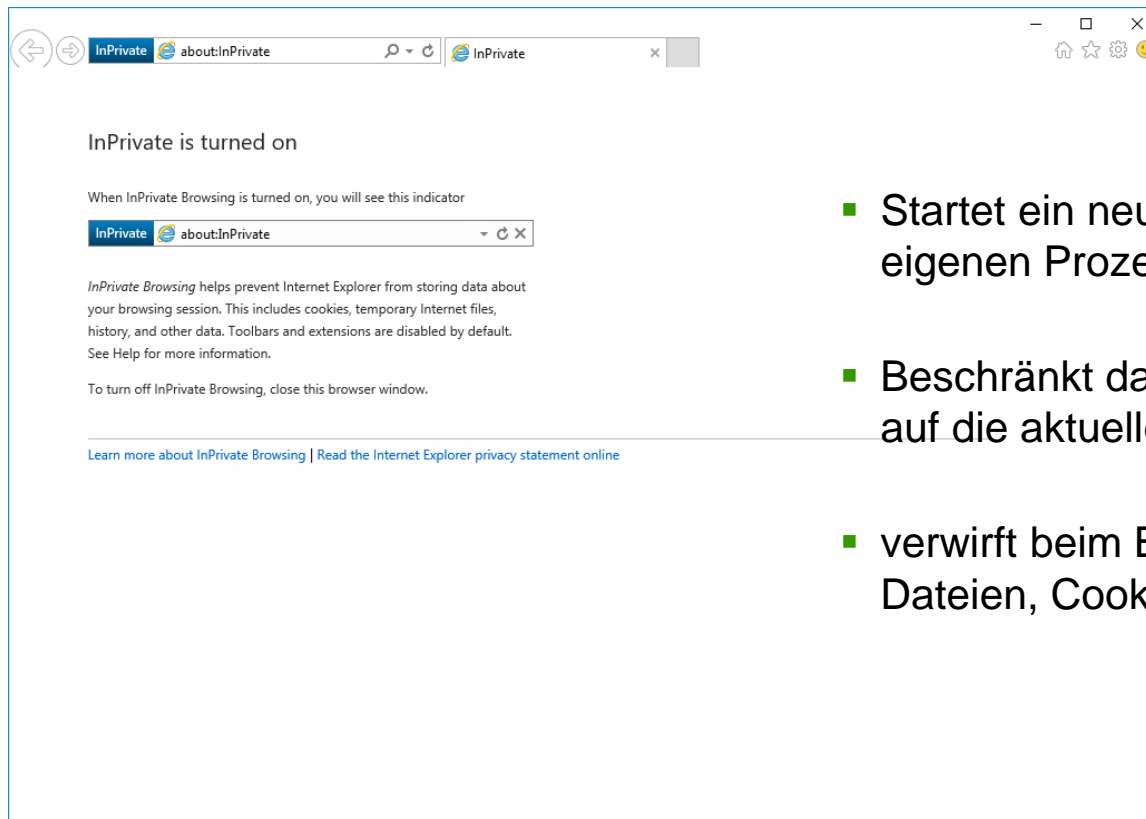 InPrivate about:InPrivate InPrivate
InPrivate is turned on
When InPrivate Browsing is turned on, you will see this indicator
InPrivate about:InPrivate
InPrivate Browsing helps prevent Internet Explorer from storing data about
your browsing session. This includes cookies, temporary Internet files,
history, and other data. Toolbars and extensions are disabled by default.
See Help for more information.
To turn off InPrivate Browsing, close this browser window.
Learn more about InPrivate Browsing | Read the Internet Explorer privacy statement online
Startet ein
eigenen
Beschränkt
auf die
verwirft beim
Dateien,